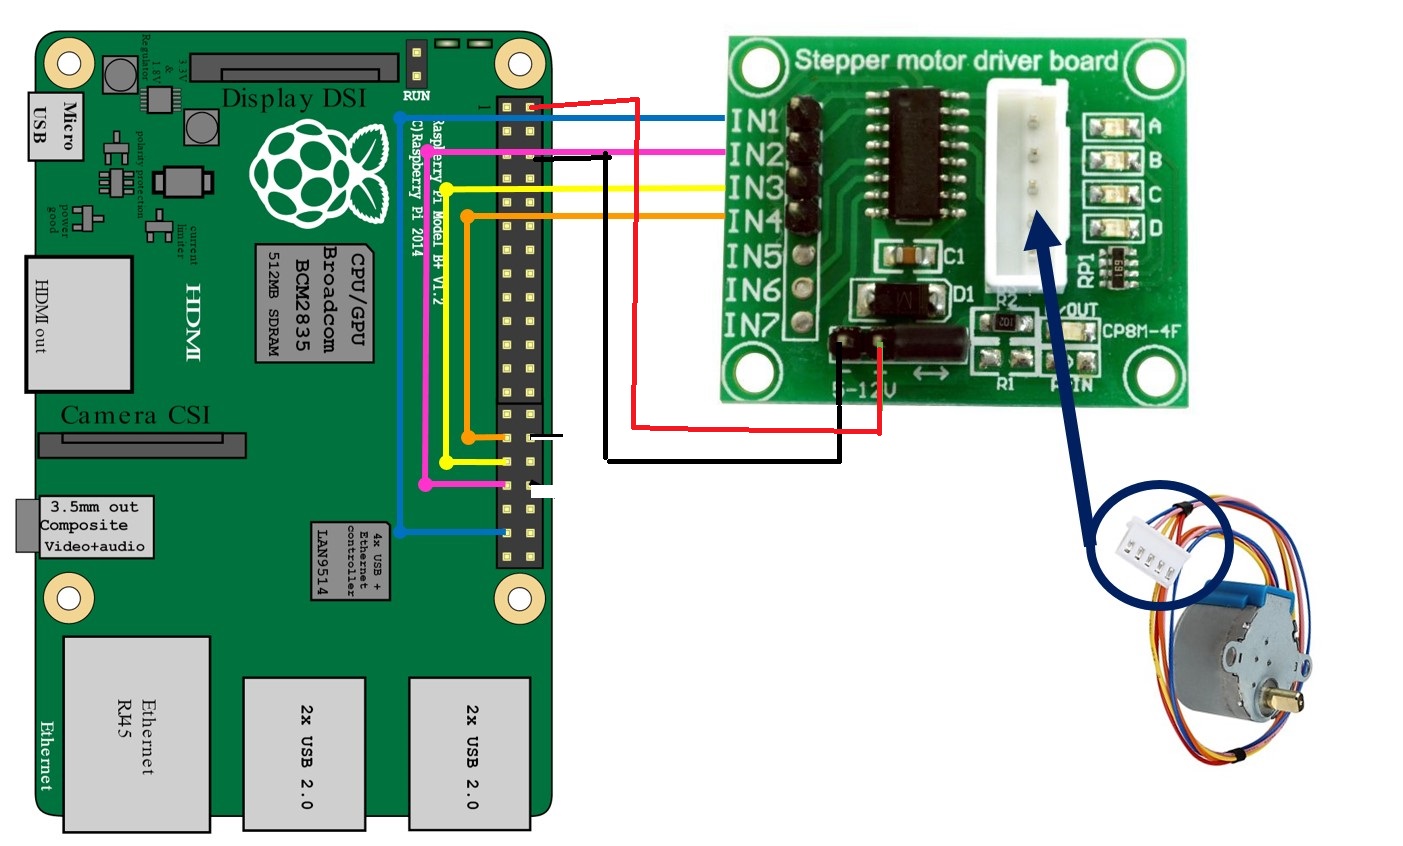 Regulator
&
1.8V
3.3V
Display DSI
RUN
1
Micro
USB
polarity protection
power
good
current
limiter
Raspberry Pi Model B+ V1.2
(C)Raspberry Pi 2014
HDMI out
HDMI
CPU/GPU
Broadcom
BCM2835
512MB SDRAM
Camera CSI
3.5mm out
Composite
Video+audio
4x USB +
Ethernet
controller
LAN9514
Ethernet
Ethernet
RJ45
2x USB 2.0
2x USB 2.0
Stepper motor driver board
IN1
IN2
IN3
IN4
IN5
IN6
IN7
A
B
C
D
C1
D1
RP1
R2
102
R1
CP8M-4F
5-12V